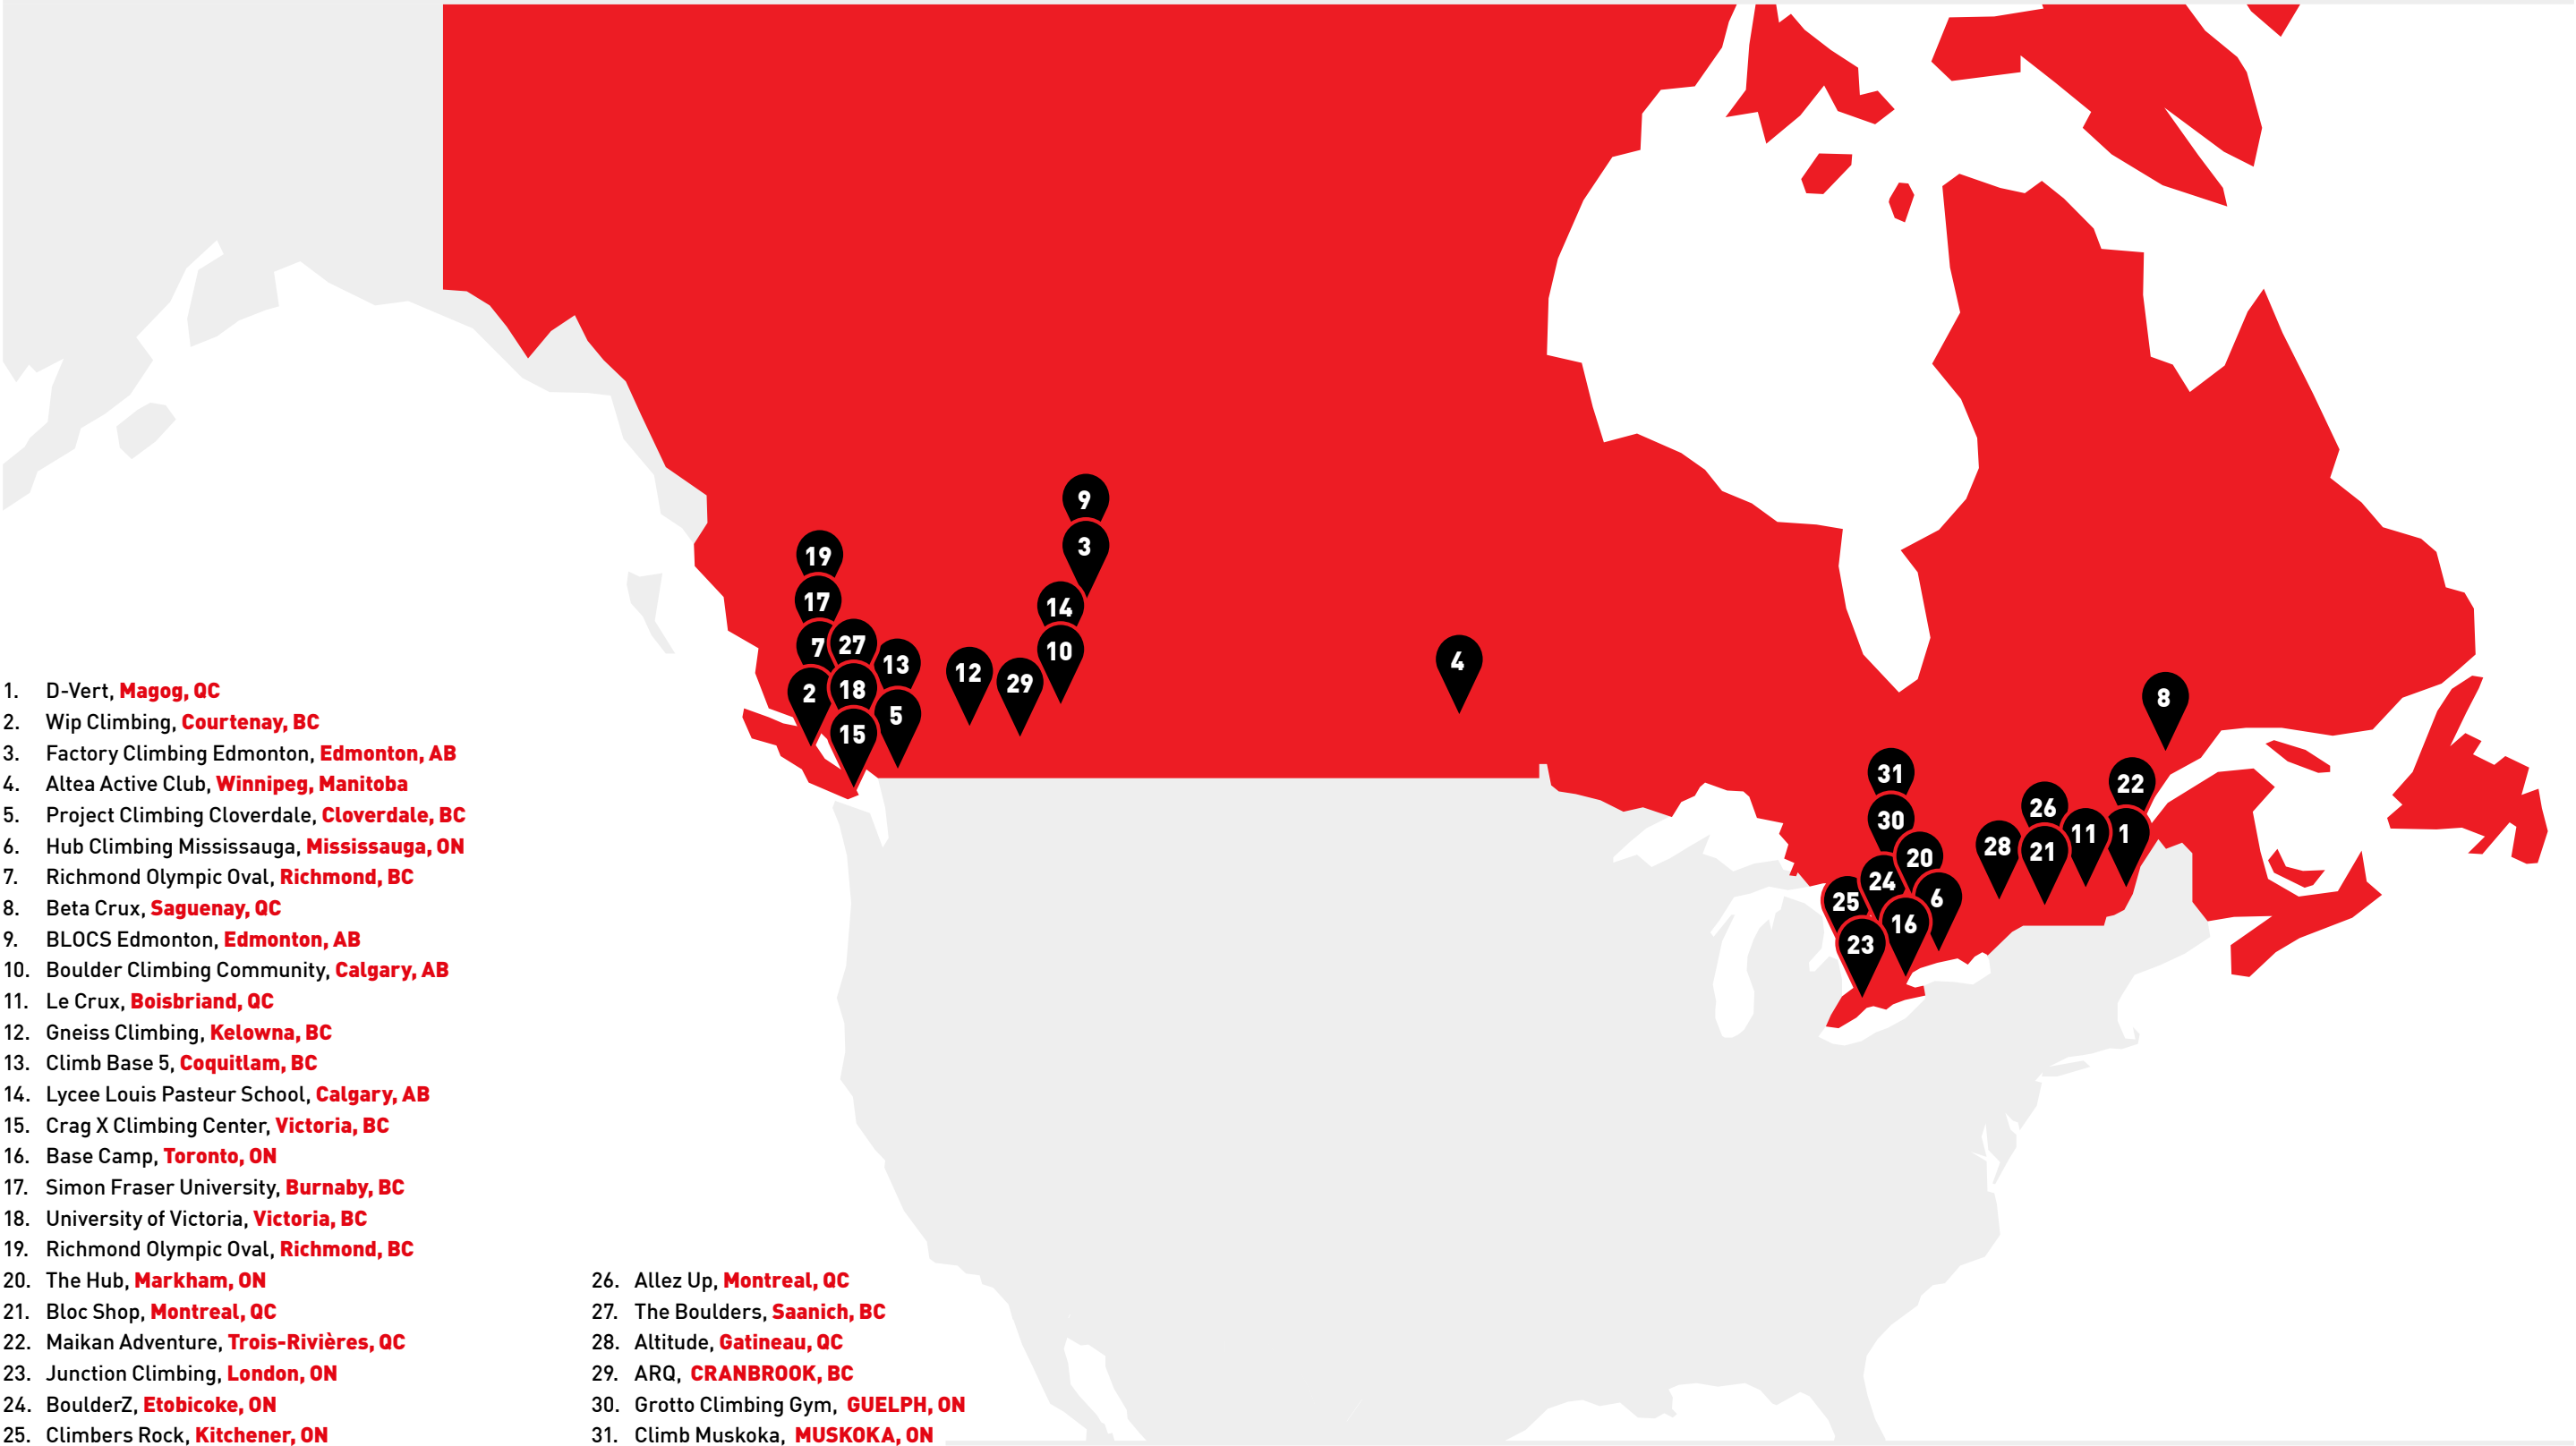 9
3
19
14
17
27
7
10
13
4
12
29
18
2
8
5
15
31
22
26
30
11
1
28
21
20
24
6
25
16
23
1. D-Vert, Magog, QC
2. Wip Climbing, Courtenay, BC
3. Factory Climbing Edmonton, Edmonton, AB
4. Altea Active Club, Winnipeg, Manitoba
5. Project Climbing Cloverdale, Cloverdale, BC
6. Hub Climbing Mississauga, Mississauga, ON
7. Richmond Olympic Oval, Richmond, BC
8. Beta Crux, Saguenay, QC
9. BLOCS Edmonton, Edmonton, AB
10. Boulder Climbing Community, Calgary, AB
11. Le Crux, Boisbriand, QC
12. Gneiss Climbing, Kelowna, BC
13. Climb Base 5, Coquitlam, BC
14. Lycee Louis Pasteur School, Calgary, AB
15. Crag X Climbing Center, Victoria, BC
16. Base Camp, Toronto, ON
17. Simon Fraser University, Burnaby, BC
18. University of Victoria, Victoria, BC
19. Richmond Olympic Oval, Richmond, BC
20. The Hub, Markham, ON
21. Bloc Shop, Montreal, QC
22. Maikan Adventure, Trois-Rivières, QC
23. Junction Climbing, London, ON
24. BoulderZ, Etobicoke, ON
25. Climbers Rock, Kitchener, ON
26. Allez Up, Montreal, QC
27. The Boulders, Saanich, BC
28. Altitude, Gatineau, QC
29. ARQ, CRANBROOK, BC
30. Grotto Climbing Gym, GUELPH, ON
31. Climb Muskoka, MUSKOKA, ON